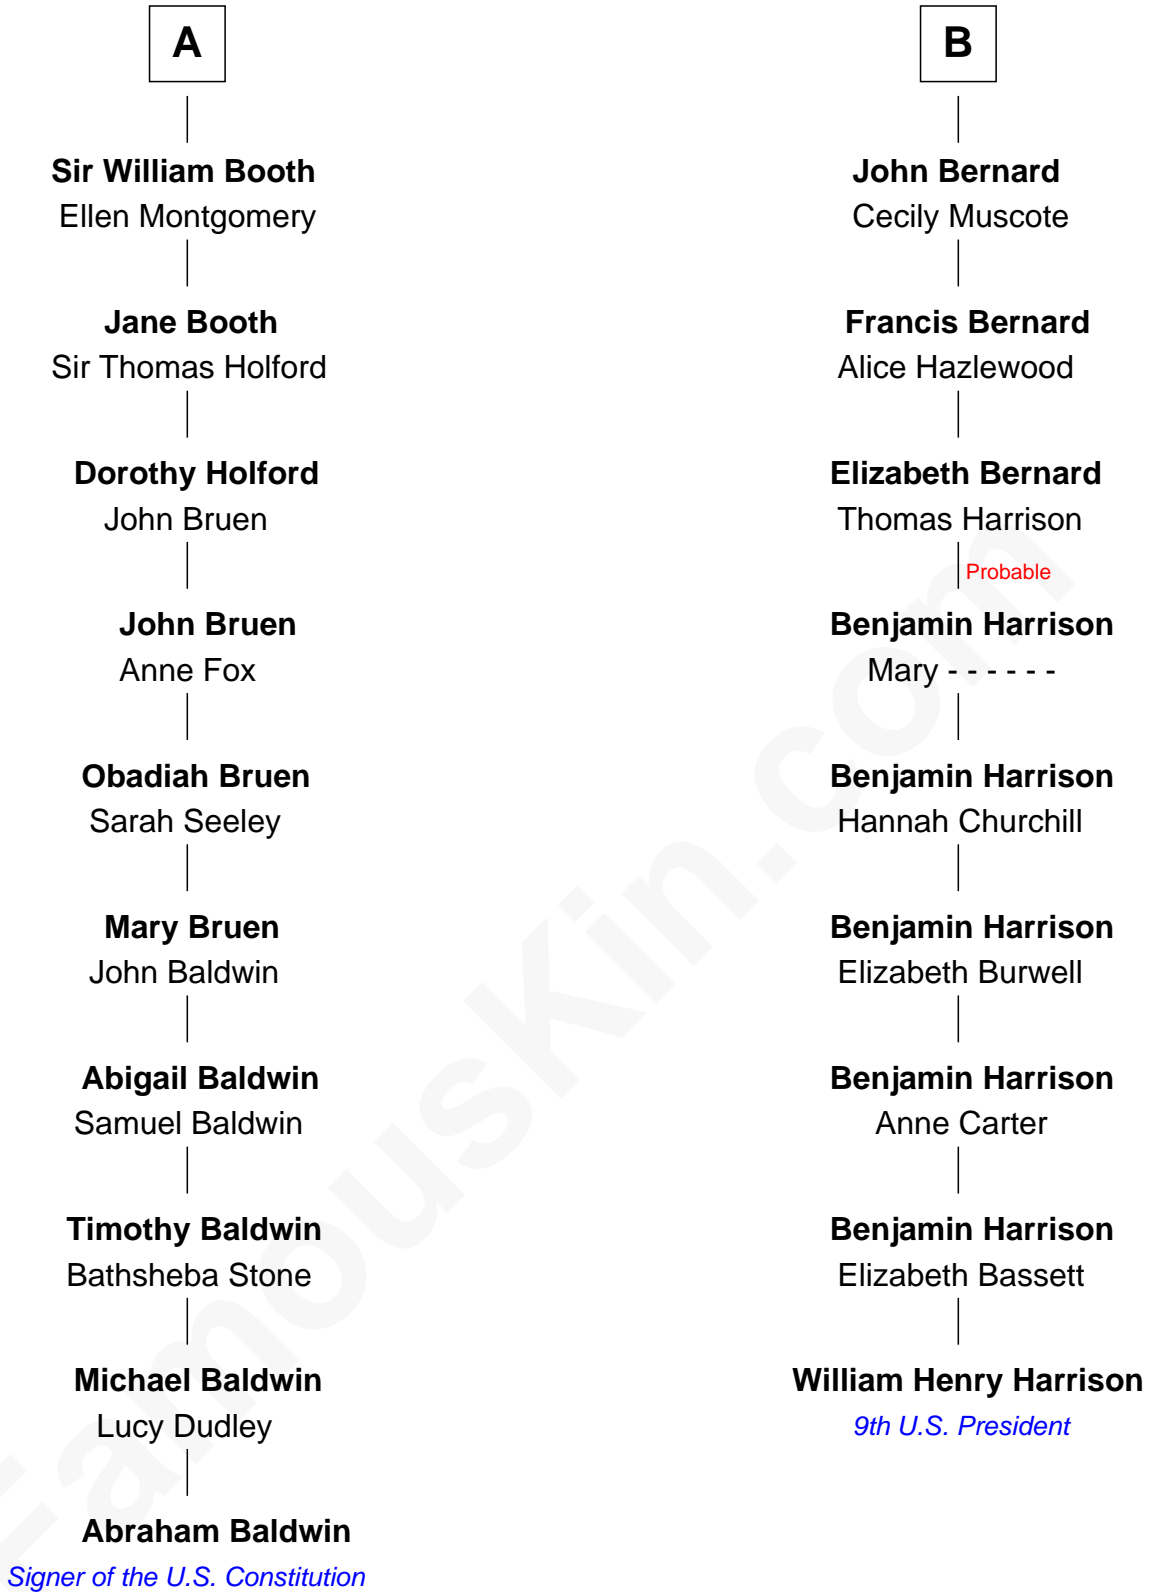 A
Sir William Booth
Ellen Montgomery
Jane Booth
Sir Thomas Holford
Dorothy Holford
John Bruen
John Bruen
Anne Fox
Obadiah Bruen
Sarah Seeley
Mary Bruen
John Baldwin
Abigail Baldwin
Samuel Baldwin
Timothy Baldwin
Bathsheba Stone
Michael Baldwin
Lucy Dudley
Abraham Baldwin
Signer of the U.S. Constitution
B
John Bernard
Cecily Muscote
Francis Bernard
Alice Hazlewood
Elizabeth Bernard
Thomas Harrison
Probable
Benjamin Harrison
Mary - - - - - -
Benjamin Harrison
Hannah Churchill
Benjamin Harrison
Elizabeth Burwell
Benjamin Harrison
Anne Carter
Benjamin Harrison
Elizabeth Bassett
William Henry Harrison
9th U.S. President
FamousKin.com